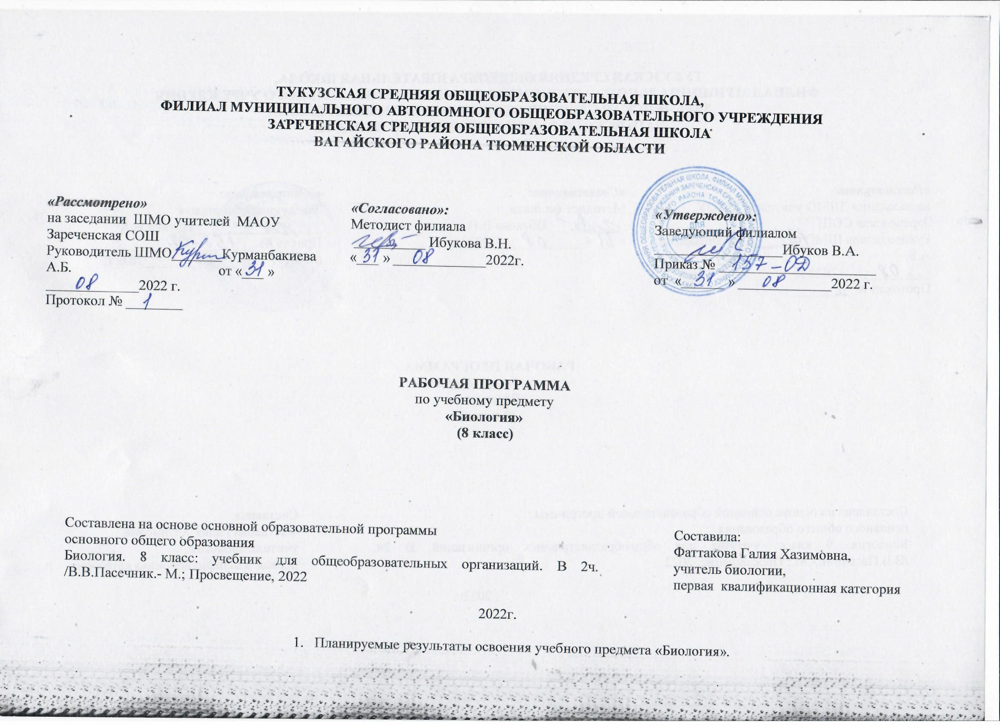 ТУКУЗСКАЯ СРЕДНЯЯ ОБЩЕОБРАЗОВАТЕЛЬНАЯ ШКОЛА,
ФИЛИАЛ МУНИЦИПАЛЬНОГО АВТОНОМНОГО ОБЩЕОБРАЗОВАТЕЛЬНОГО УЧРЕЖДЕНИЯ
ЗАРЕЧЕНСКАЯ СРЕДНЯЯ ОБЩЕОБРАЗОВАТЕЛЬНАЯ ШКОЛА
ВАГАЙСКОГО РАЙОНА ТЮМЕНСКОЙ ОБЛАСТИ
«Рассмотрено»
на заседании ШМО учителей МАОУ
Зареченская СОШ
Руководитель ШМО Курманбакиева
А.Б. от «31»
08 2022 г.
Протокол № 1
«Согласовано»:
Методист филиала
Ибукова В.Н.
«31» 08 2022г.
«Утверждено»:
Заведующий филиалом
Ибуков В.А.
Приказ № 157-ОД
от «31» 08 2022 г.
ДЛЯ
ДОКУМЕНТОВ
РАБОЧАЯ ПРОГРАММА
по учебному предмету
«Биология»
(8 класс)
Составлена на основе основной образовательной программы
основного общего образования
Биология. 8 класс: учебник для общеобразовательных организаций. В 2ч.
/В.В.Пасечник.- М.; Просвещение, 2022
Составила:
Фаттакова Галия Хазимовна,
учитель биологии,
первая квалификационная категория
2022г.
1. Планируемые результаты освоения учебного предмета «Биология».